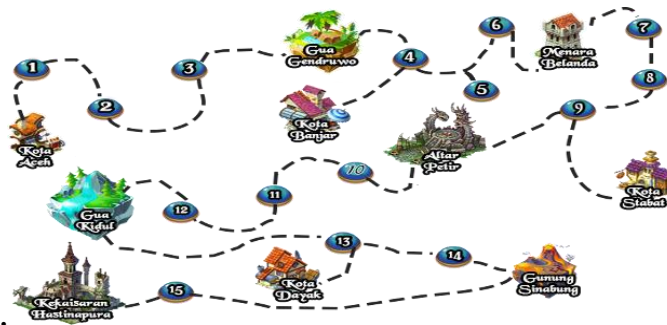 1
2
3
Gua
Gendruwo
4
6
5
Menara
Belanda
7
8
9
Kota
Aceh
Kota
Banjar
Altar
Petir
Kota
Stabat
10
11
12
Gua
Kidul
13
14
Kota
Dayak
Gunung
Sinabung
15
Kekaisaran
Hastinapura